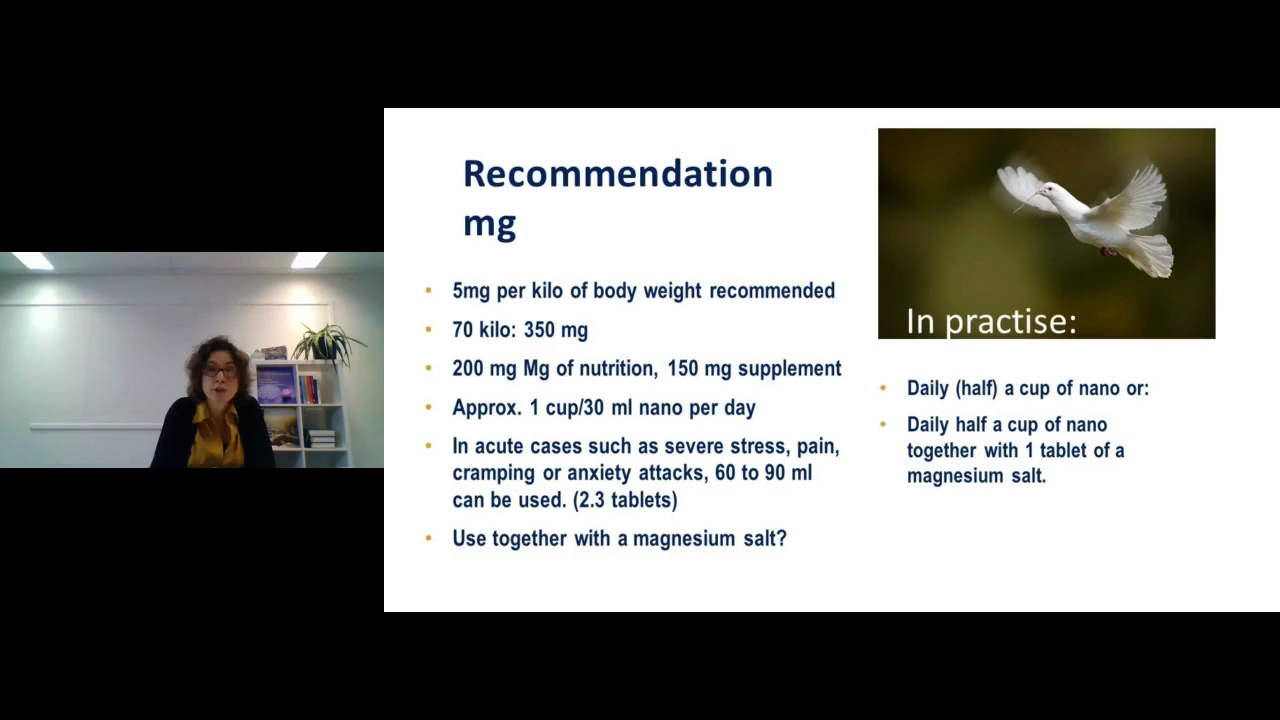 Recommendation
mg
5mg per kilo of body weight recommended
70 kilo: 350 mg
200 mg Mg of nutrition, 150 mg supplement
Approx. 1 cup/30 ml nano per day
In acute cases such as severe stress, pain,
cramping or anxiety attacks, 60 to 90 ml
can be used. (2.3 tablets)
Use together with a magnesium salt?
In practise:
Daily (half) a cup of nano or:
Daily half a cup of nano
together with 1 tablet of a
magnesium salt.